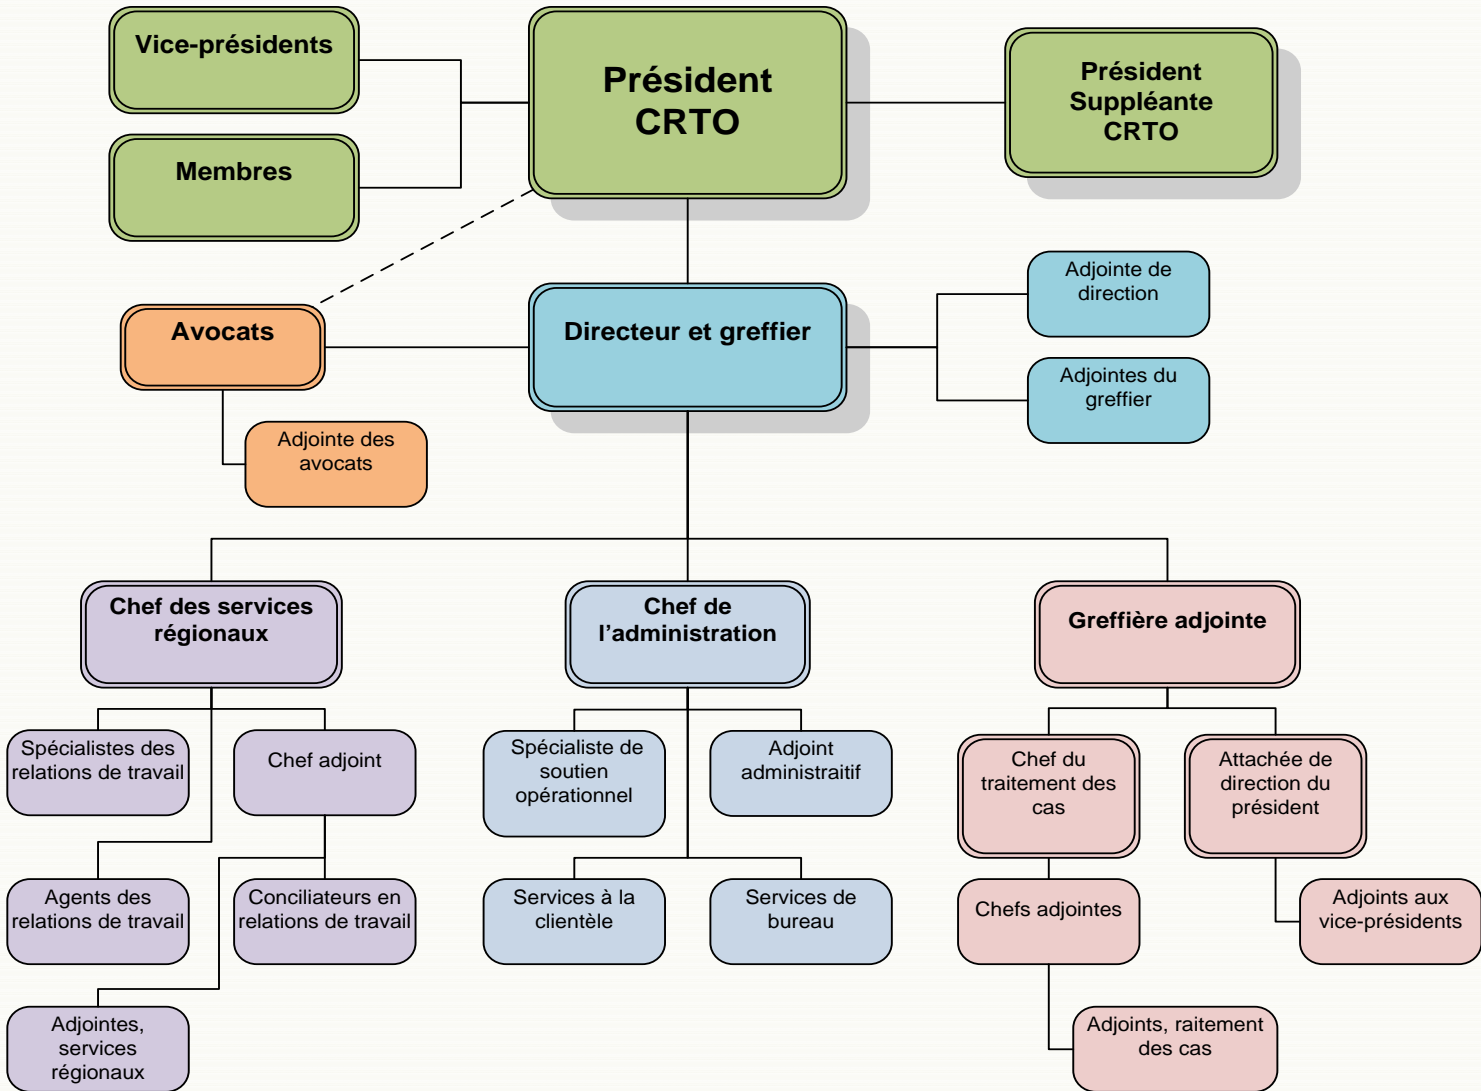 Vice-présidents
Membres
Président
CRTO
Président
Suppléante
CRTO
Avocats
Adjointe des
avocats
Directeur et greffier
Adjointe de
direction
Adjointes du
greffier
Chef des services
régionaux
Chef de
l'administration
Greffière adjointe
Spécialistes des
relations de travail
Chef adjoint
Agents des
relations de travail
Conciliateurs en
relations de travail
Adjointes,
services
régionaux
Spécialiste de
soutien
opérationnel
Adjoint
administraitif
Services à la
clientèle
Services de
bureau
Chef du
traitement des
cas
Attachée de
direction du
président
Chefs adjointes
Adjoints aux
vice-présidents
Adjoints, raitement
des cas